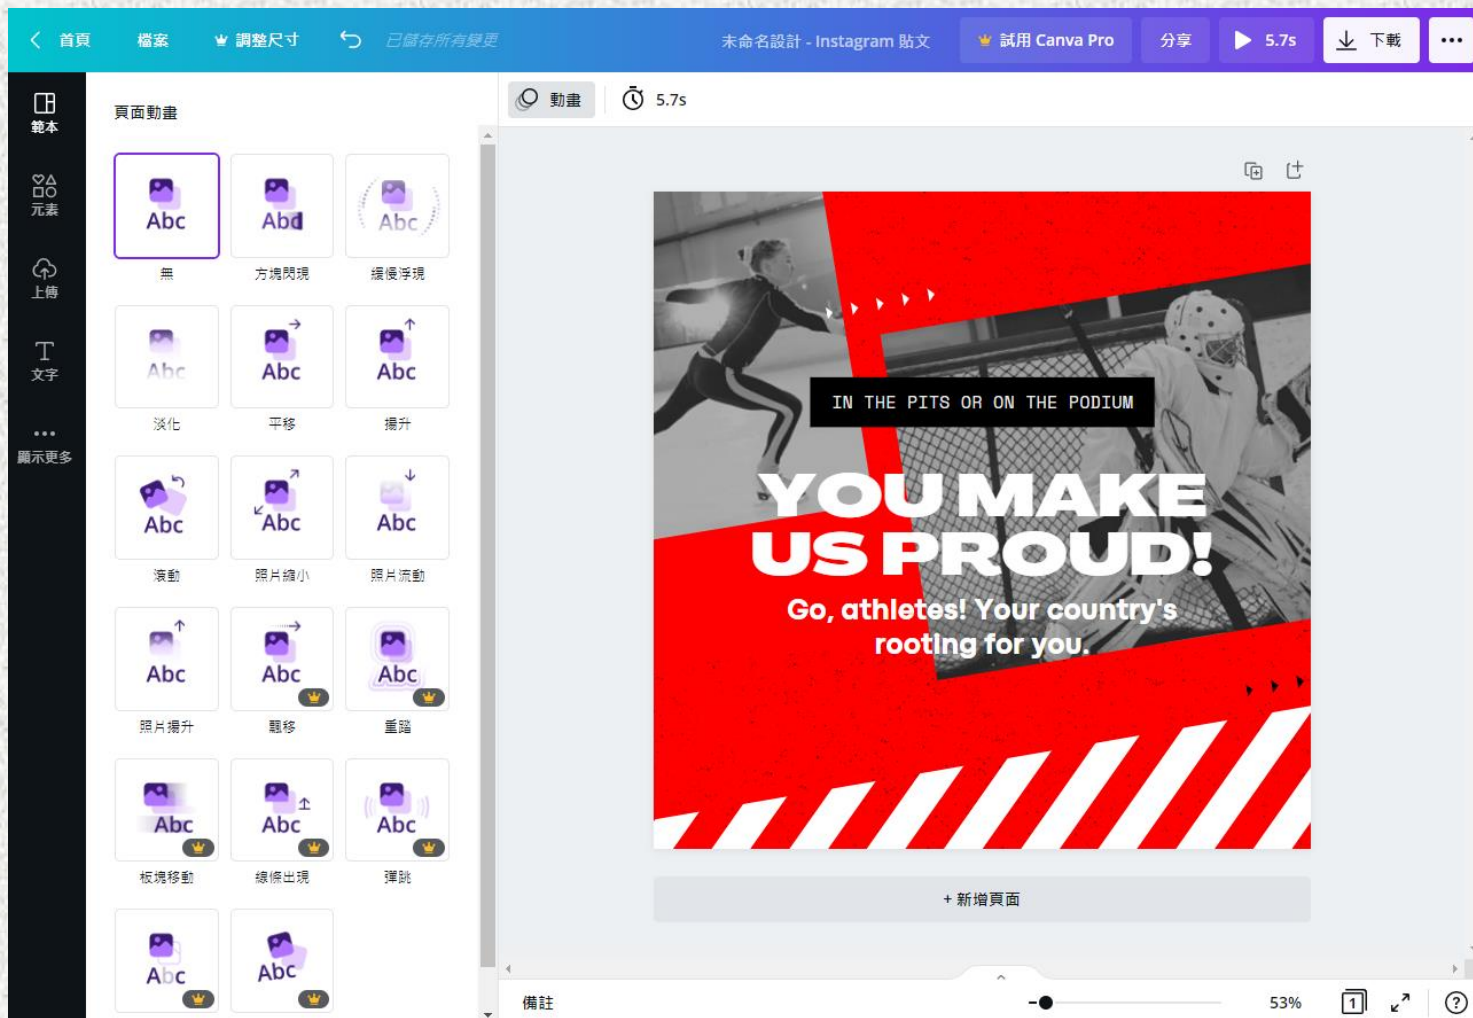 首頁
檔案
調整尺寸
已儲存所有變更
未命名設計 - Instagram 貼文
試用 Canva Pro
分享
5.7s
下載
範本
元素
上傳
文字
顯示更多
頁面動畫
Abc
Abc
Abc
無
方塊閃現
緩慢浮現
Abc
Abc
Abc
淡化
平移
揚升
Abc
Abc
Abc
滾動
照片縮小
照片流動
Abc
Abc
Abc
照片揚升
飄移
重踏
Abc
Abc
Abc
板塊移動
線條出現
彈跳
Abc
Abc
動畫
5.7s
IN THE PITS OR ON THE PODIUM
YOU MAKE
US PROUD!
Go, athletes! Your country's
rooting for you.
+ 新增頁面
備註
53%
1
?